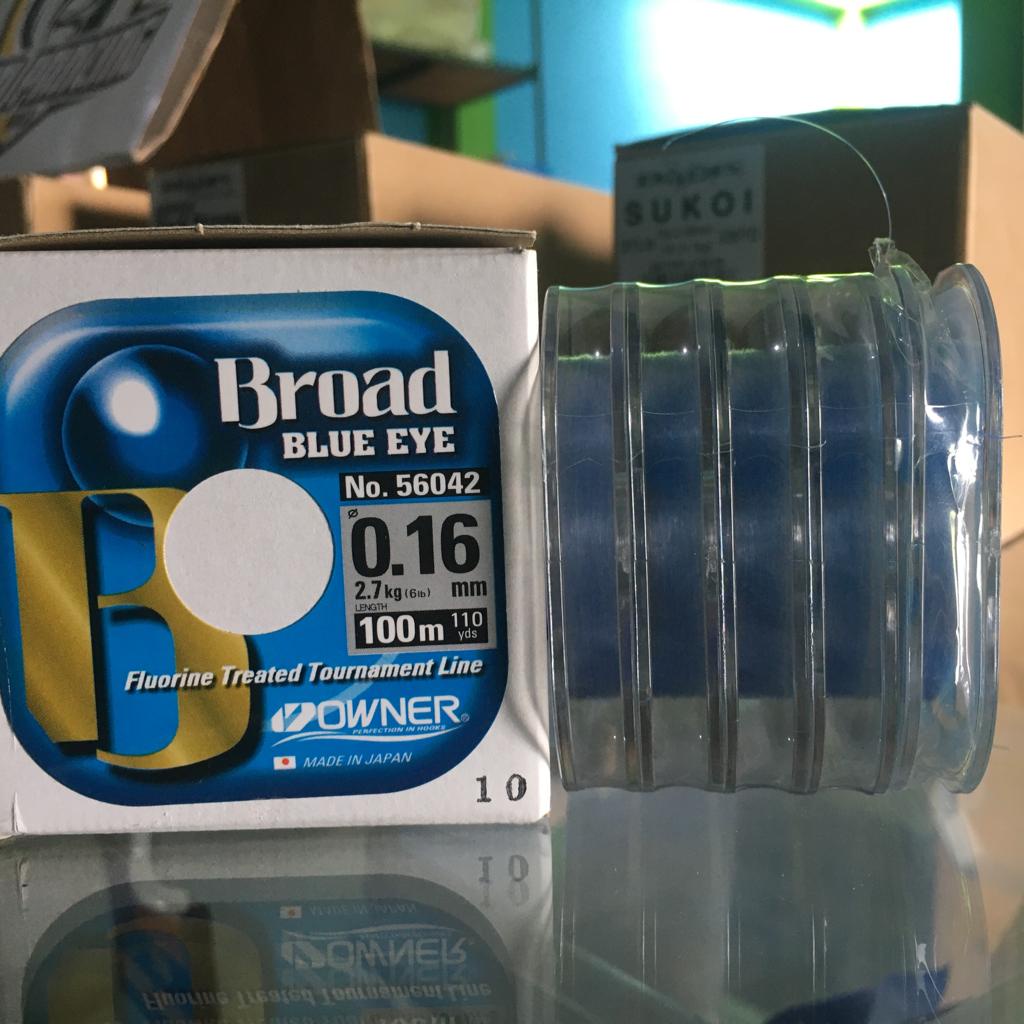 SUKOI
Broad
BLUE EYE
No. 56042
ø 0.16
2.7kg (6lb) mm
LENGTH
100m 110 yds
Fluorine Treated Tournament Line
OWNER®
PERFECTION IN HOOKS
MADE IN JAPAN
10